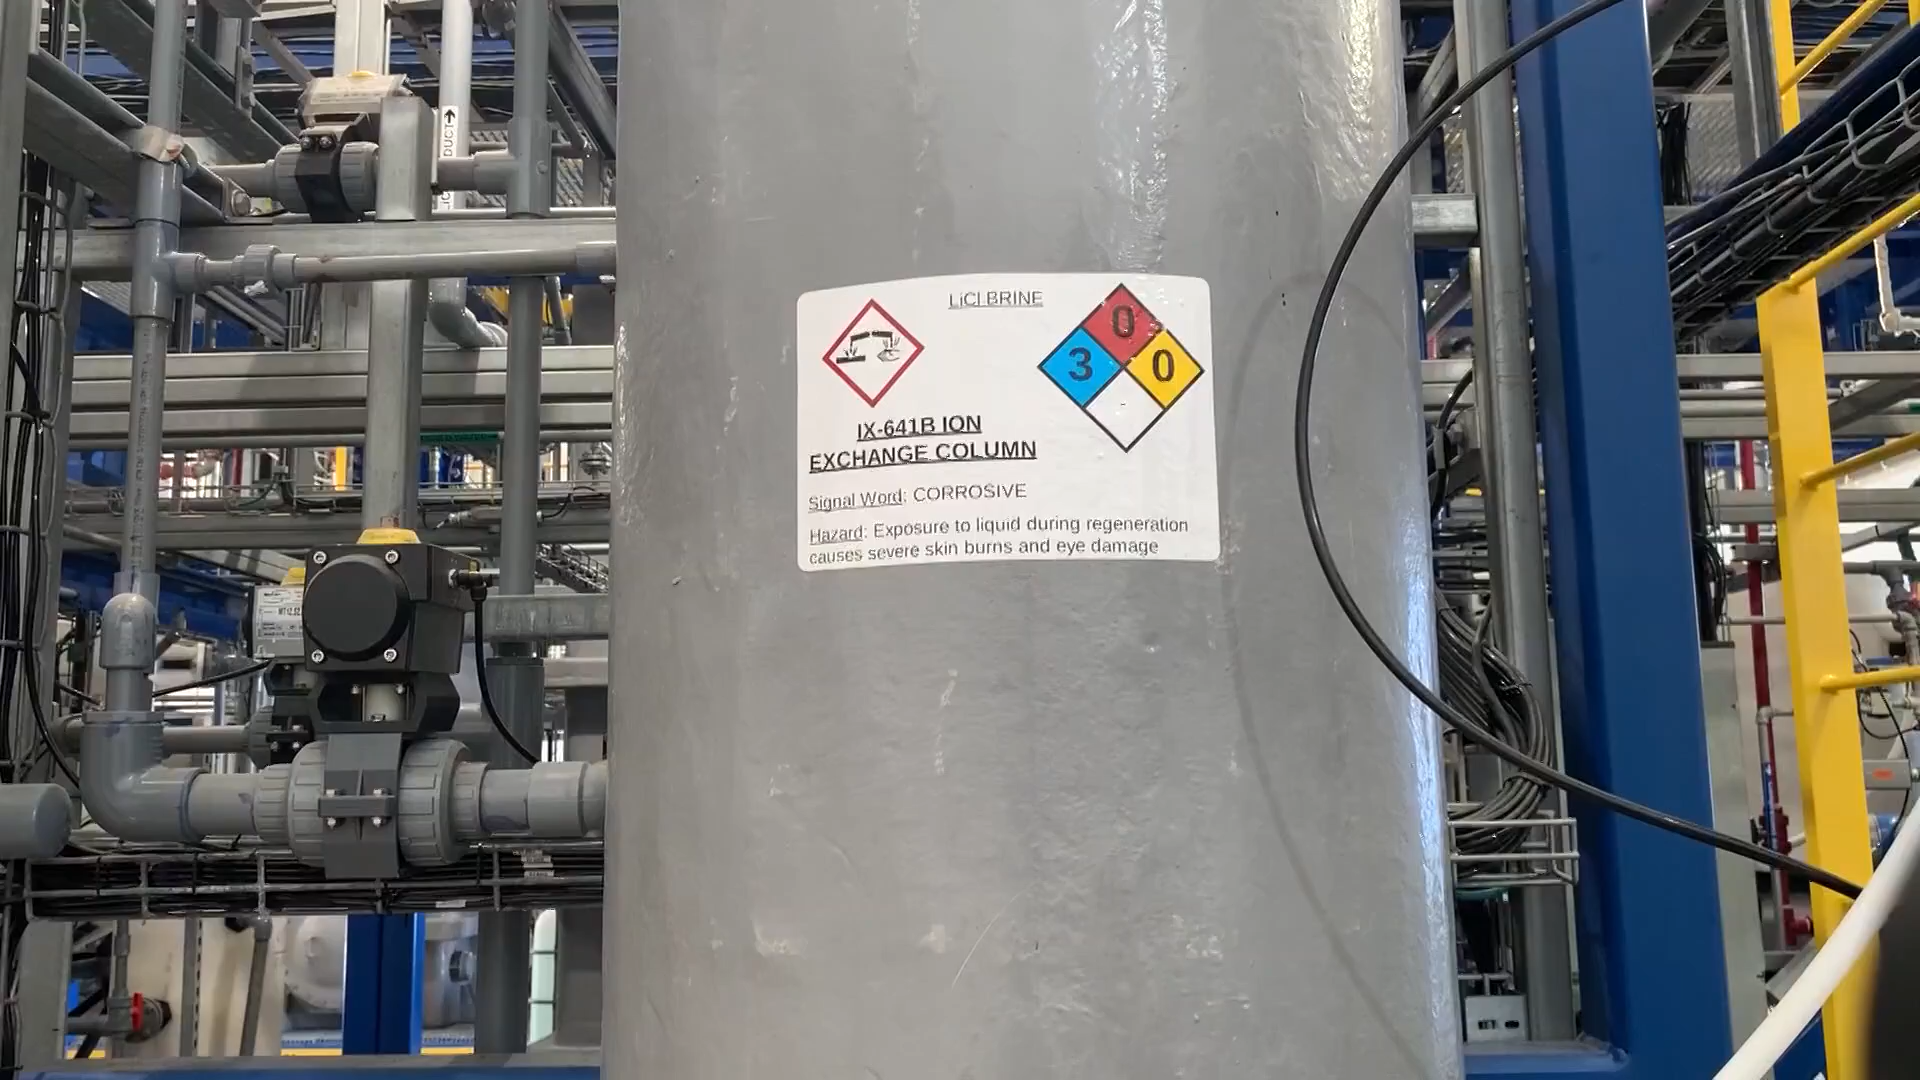 DUCT
LiCl BRINE
0
3
0
-
IX-641B ION
EXCHANGE COLUMN
Signal Word: CORROSIVE
Hazard: Exposure to liquid during regeneration
causes severe skin burns and eye damage